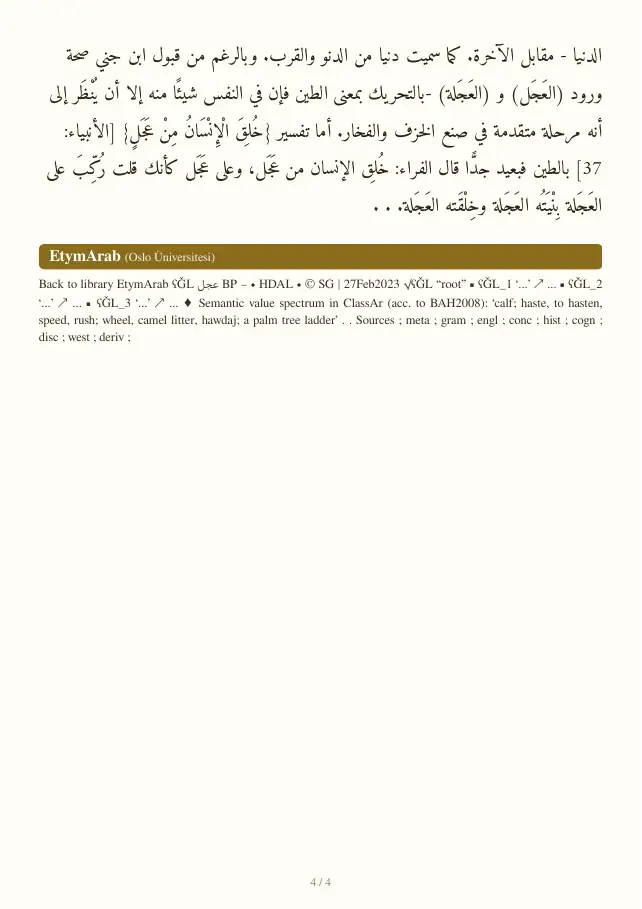 الدنيا - مقابل الآخرة. كما سميت دنيا من الدنو والقرب. وبالرغم من قبول ابن جني صحة
ورود (العَجَل) و (العَجَلة) -بالتحريك بمعنى الطين فإن في النفس شيئًا منه إلا أن يُنْظَر إلى
أنه مرحلة متقدمة في صنع الخزف والفخار. أما تفسير {خُلِقَ الْإِنْسَانُ مِنْ عَجَلٍ} [الأنبياء:
37] بالطين فبعيد جدًّا قال الفراء: خُلِق الإنسان من عَجَل، وعلى عَجَل كأنك قلت رُكِّبَ على
العَجَلة بِنْيَتُه العَجَلة وخِلْقَته العَجَلة. . .
EtymArab (Oslo Üniversitesi)
Back to library EtymArab ʕǦL عجل BP – • HDAL • © SG | 27Feb2023 √ʕǦL “root” ▪ ʕǦL_1 ‘...’ ↗ ... ▪ ʕǦL_2
‘...’ ↗ ... ▪ ʕǦL_3 ‘...’ ↗ ... ♦ Semantic value spectrum in ClassAr (acc. to BAH2008): ‘calf; haste, to hasten,
speed, rush; wheel, camel litter, hawdaj; a palm tree ladder’ . . Sources ; meta ; gram ; engl ; conc ; hist ; cogn ;
disc ; west ; deriv ;
4 / 4